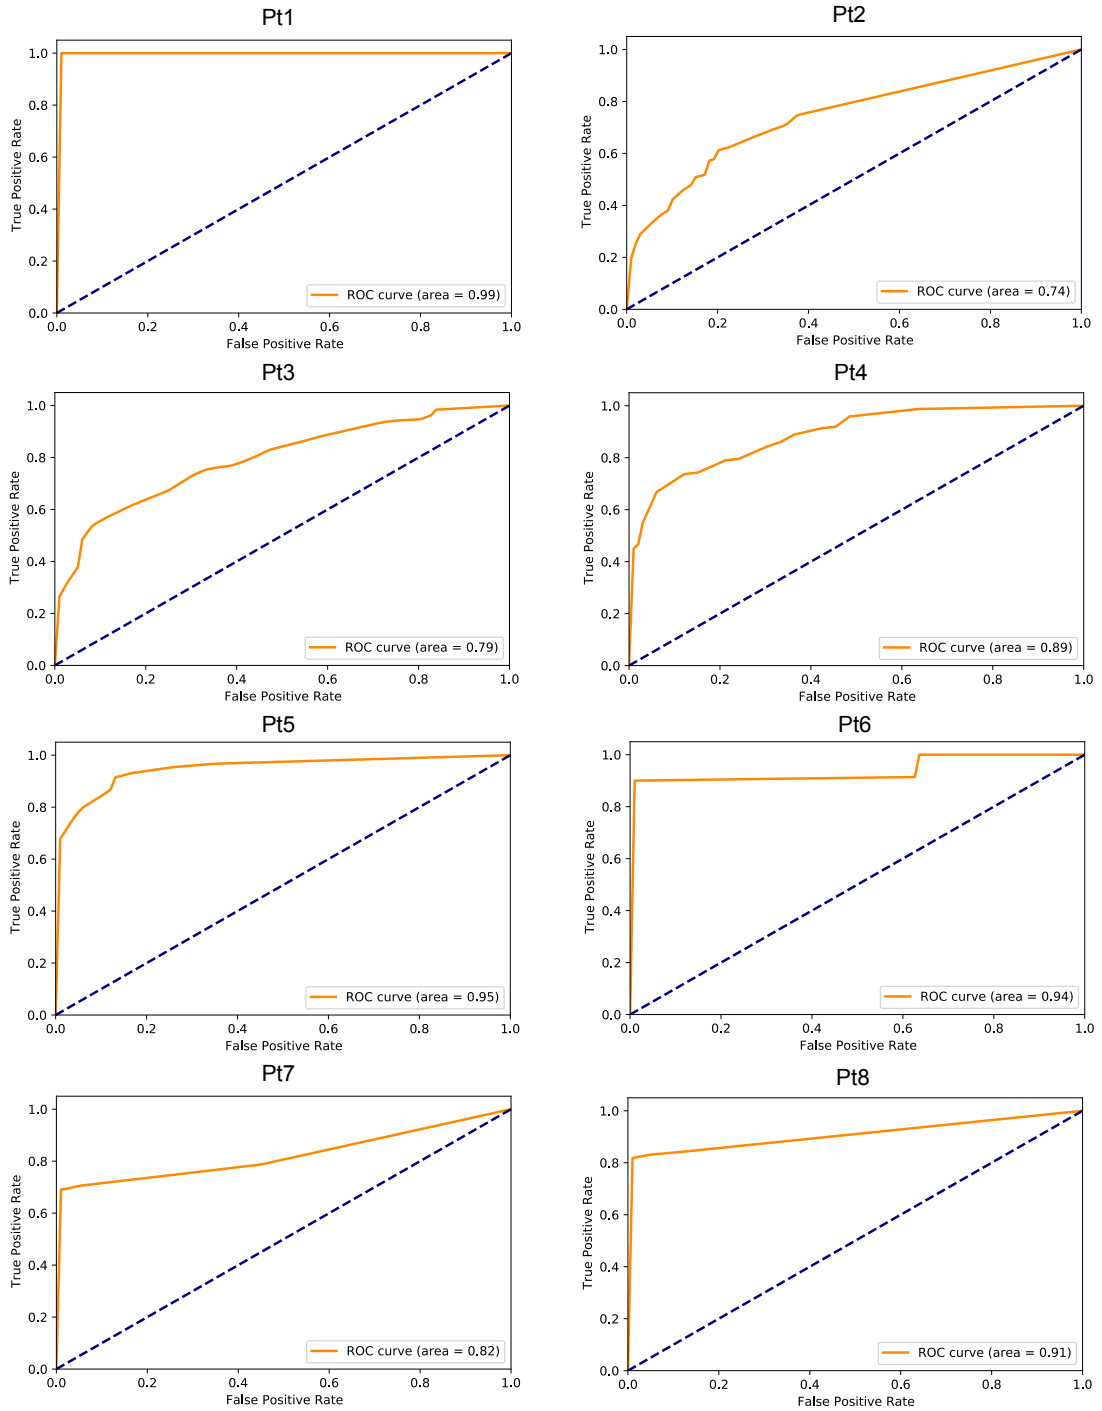 Pt1
1.0
0.8
0.6
0.4
0.2
0.0
True Positive Rate
ROC curve (area = 0.99)
0.0 0.2 0.4 0.6 0.8 1.0
False Positive Rate
Pt2
1.0
0.8
0.6
0.4
0.2
0.0
True Positive Rate
ROC curve (area = 0.74)
0.0 0.2 0.4 0.6 0.8 1.0
False Positive Rate
Pt3
1.0
0.8
0.6
0.4
0.2
0.0
True Positive Rate
ROC curve (area = 0.79)
0.0 0.2 0.4 0.6 0.8 1.0
False Positive Rate
Pt4
1.0
0.8
0.6
0.4
0.2
0.0
True Positive Rate
ROC curve (area = 0.89)
0.0 0.2 0.4 0.6 0.8 1.0
False Positive Rate
Pt5
1.0
0.8
0.6
0.4
0.2
0.0
True Positive Rate
ROC curve (area = 0.95)
0.0 0.2 0.4 0.6 0.8 1.0
False Positive Rate
Pt6
1.0
0.8
0.6
0.4
0.2
0.0
True Positive Rate
ROC curve (area = 0.94)
0.0 0.2 0.4 0.6 0.8 1.0
False Positive Rate
Pt7
1.0
0.8
0.6
0.4
0.2
0.0
True Positive Rate
ROC curve (area = 0.82)
0.0 0.2 0.4 0.6 0.8 1.0
False Positive Rate
Pt8
1.0
0.8
0.6
0.4
0.2
0.0
True Positive Rate
ROC curve (area = 0.91)
0.0 0.2 0.4 0.6 0.8 1.0
False Positive Rate